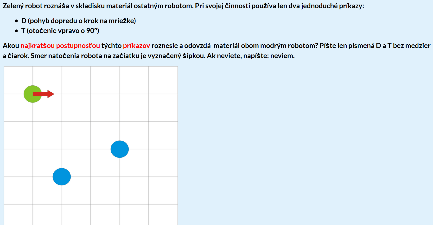 Zelený robot roznáša v skladisku materiál ostatným robotom. Pri svojej činnosti používa len dva jednoduché príkazy:
D (pohyb dopredu o krok na mriežke)
T (otočenie vpravo o 90°)
Akou najkratšou postupnosťou týchto príkazov roznesie a odovzdá materiál obom modrým robotom? Píšte len písmená D a T bez medzier
a čiarok. Smer natočenia robota na začiatku je vyznačený šípkou. Ak neviete, napíšte: neviem.